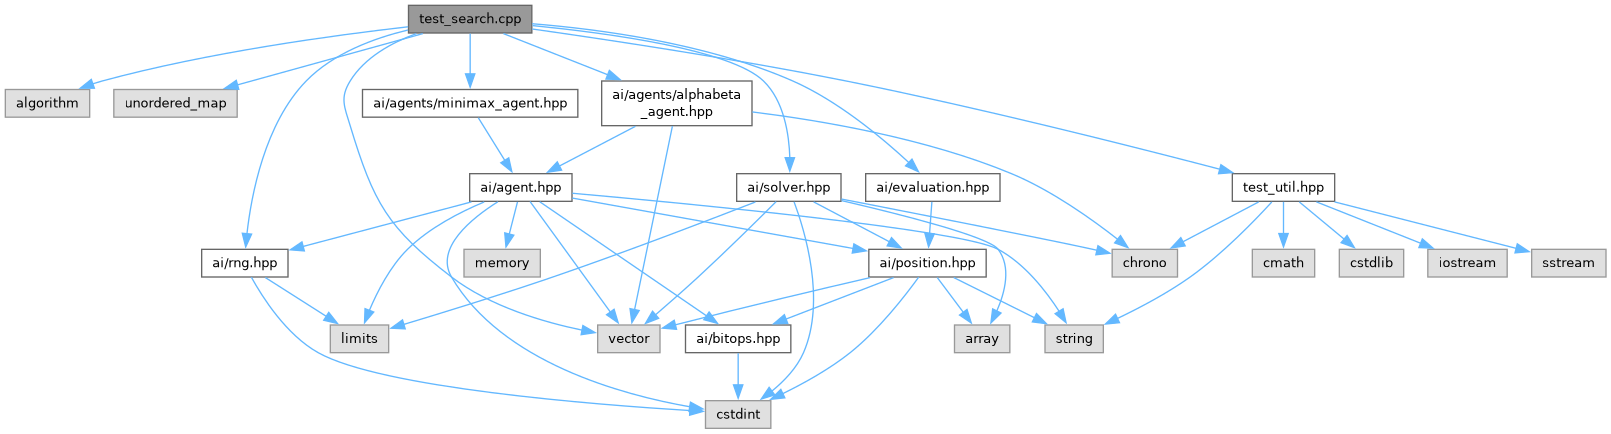 test_search.cpp
algorithm
unordered_map
ai/agents/minimax_agent.hpp
ai/agents/alphabeta
_agent.hpp
ai/agent.hpp
ai/solver.hpp
ai/evaluation.hpp
test_util.hpp
ai/rng.hpp
memory
ai/position.hpp
chrono
cmath
cstdlib
iostream
sstream
limits
vector
ai/bitops.hpp
array
string
cstdint